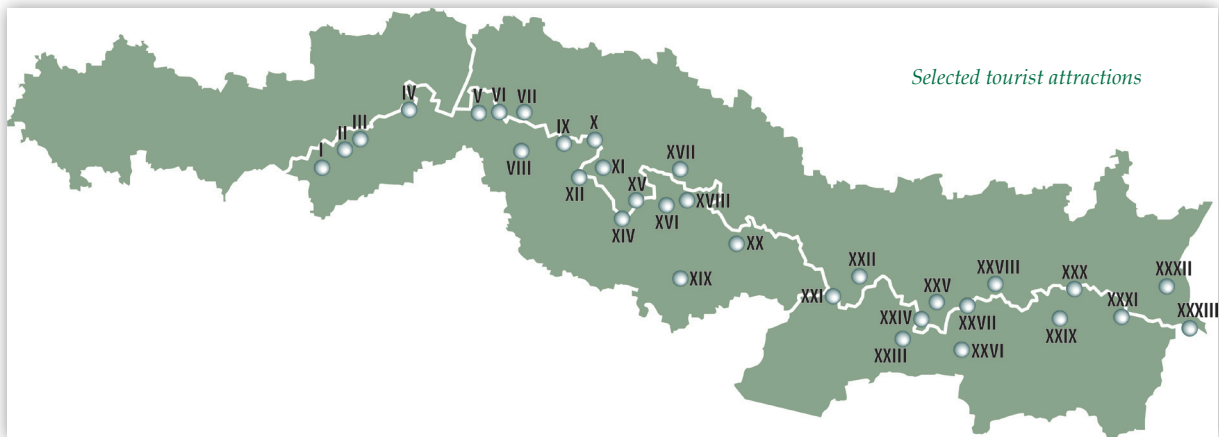 Selected tourist attractions
I
II
III
IV
V
VI
VII
VIII
IX
X
XI
XII
XIV
XV
XVI
XVII
XVIII
XIX
XX
XXI
XXII
XXIII
XXIV
XXV
XXVI
XXVII
XXVIII
XXIX
XXX
XXXI
XXXII
XXXIII